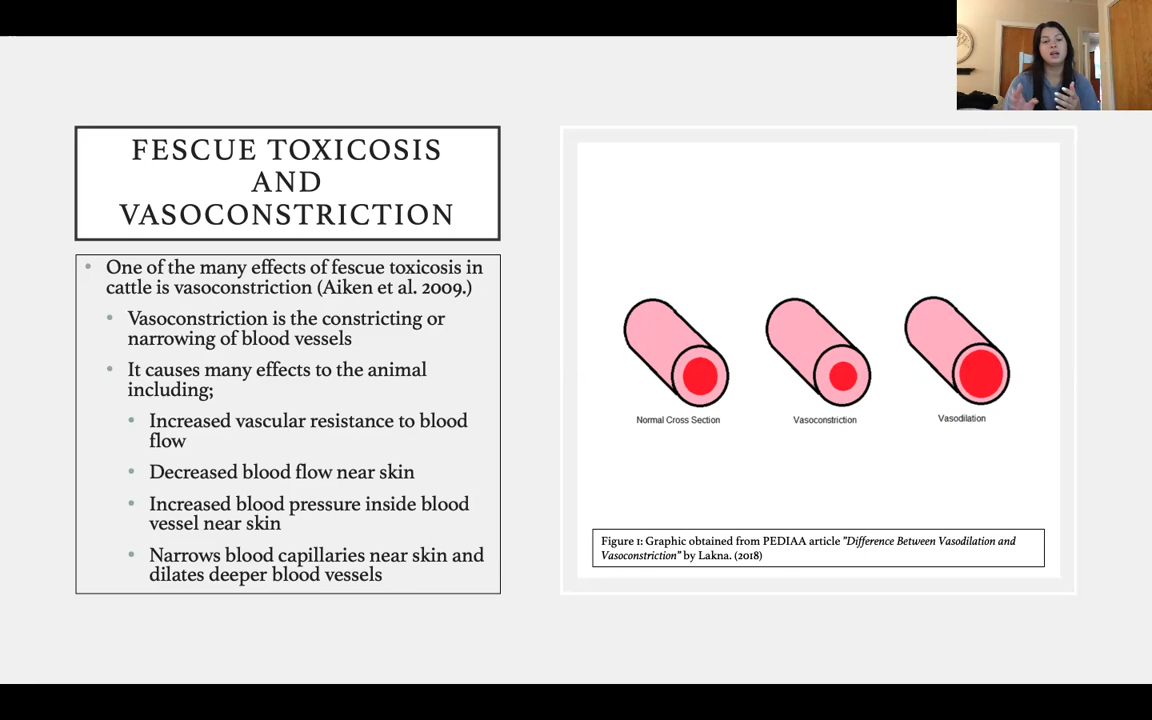 FESCUE TOXICOSIS
AND
VASOCONSTRICTION
One of the many effects of fescue toxicosis in
cattle is vasoconstriction (Aiken et al. 2009.)
Vasoconstriction is the constricting or
narrowing of blood vessels
It causes many effects to the animal
including;
Increased vascular resistance to blood
flow
Decreased blood flow near skin
Increased blood pressure inside blood
vessel near skin
Narrows blood capillaries near skin and
dilates deeper blood vessels
Normal Cross Section
Vasoconstriction
Vasodilation
Figure 1: Graphic obtained from PEDIAA article "Difference Between Vasodilation and
Vasoconstriction" by Lakna. (2018)